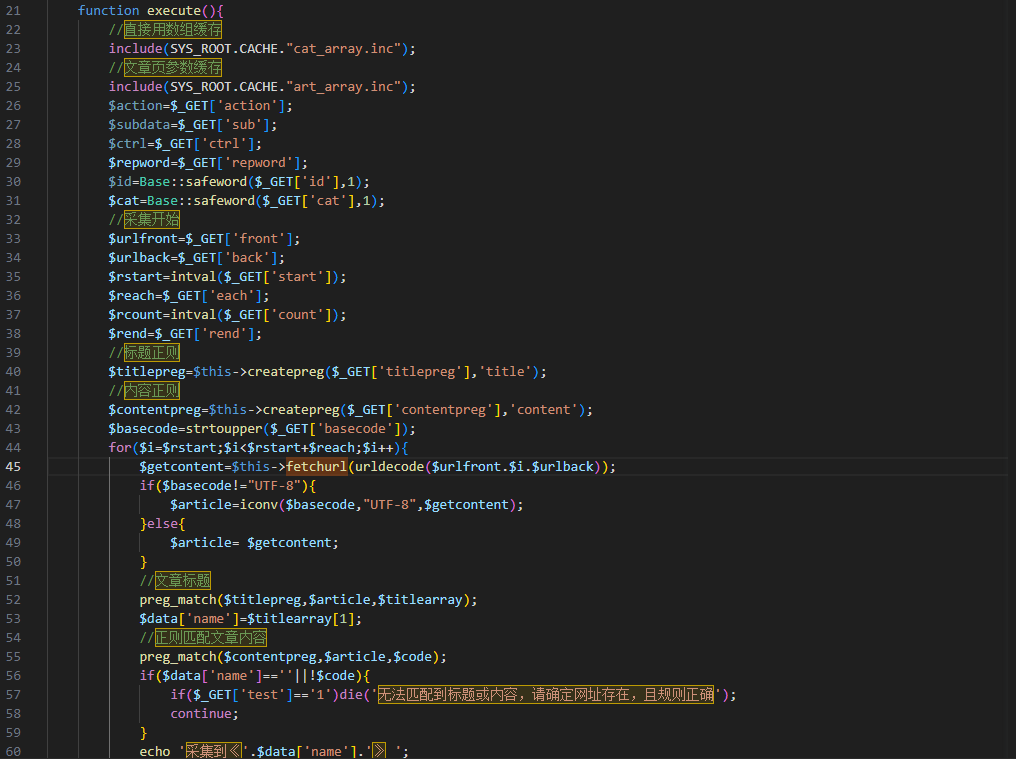 21 function execute(){
22 //直接用数组缓存
23 include(SYS_ROOT.CACHE."cat_array.inc");
24 //文章页参数缓存
25 include(SYS_ROOT.CACHE."art_array.inc");
26 $action=$_GET['action'];
27 $subdata=$_GET['sub'];
28 $ctrl=$_GET['ctrl'];
29 $repword=$_GET['repword'];
30 $id=Base::safeword($_GET['id'],1);
31 $cat=Base::safeword($_GET['cat'],1);
32 //采集开始
33 $urlfront=$_GET['front'];
34 $urlback=$_GET['back'];
35 $rstart=intval($_GET['start']);
36 $reach=$_GET['each'];
37 $rcount=intval($_GET['count']);
38 $rend=$_GET['rend'];
39 //标题正则
40 $titlepreg=$this->createpreg($_GET['titlepreg'],'title');
41 //内容正则
42 $contentpreg=$this->createpreg($_GET['contentpreg'],'content');
43 $basecode=strtoupper($_GET['basecode']);
44 for($i=$rstart;$i<$rstart+$reach;$i++){
45 $getcontent=$this->fetchurl(urldecode($urlfront.$i.$urlback));
46 if($basecode!="UTF-8"){
47 $article=iconv($basecode,"UTF-8",$getcontent);
48 }else{
49 $article= $getcontent;
50 }
51 //文章标题
52 preg_match($titlepreg,$article,$titlearray);
53 $data['name']=$titlearray[1];
54 //正则匹配文章内容
55 preg_match($contentpreg,$article,$code);
56 if($data['name']==''||!$code){
57 if($_GET['test']=='1')die('无法匹配到标题或内容，请确定网址存在，且规则正确');
58 continue;
59 }
60 echo '采集到《'.$data['name'].'》 ';